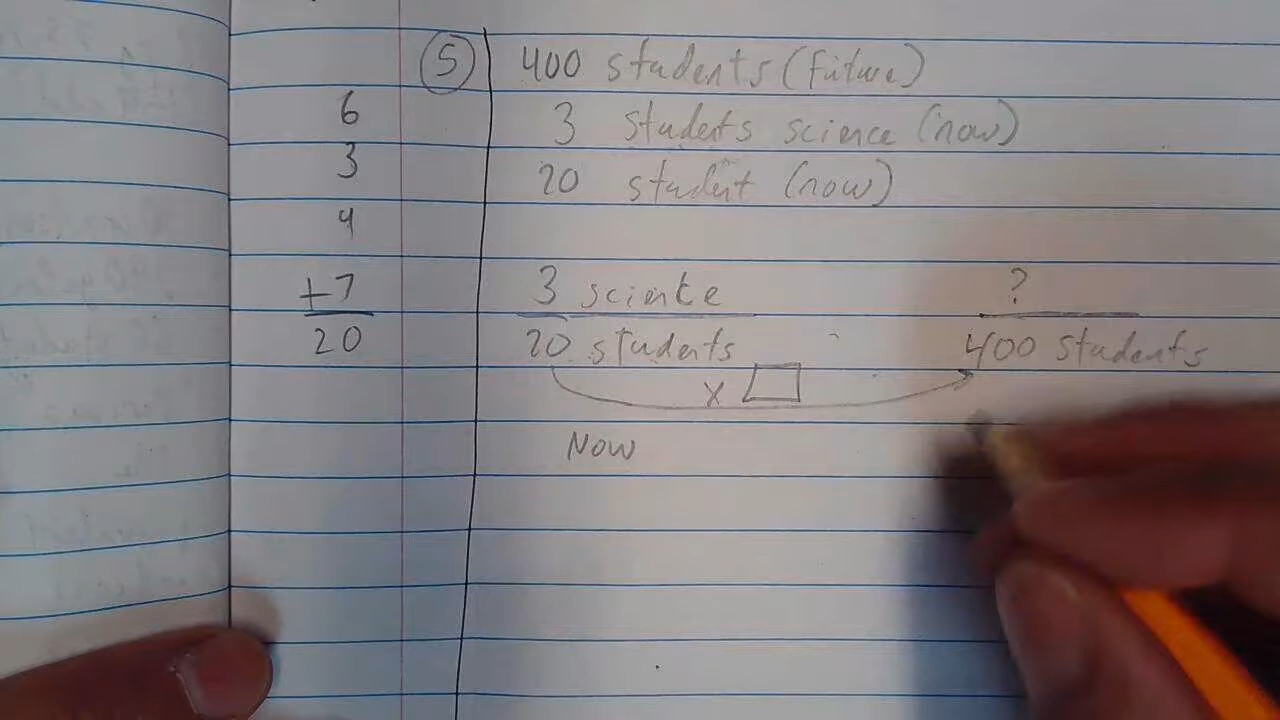 5
400 students (future)
3 students science (now)
20 student (now)
6
3
4
+7
20
3 science
20 students
x
Now
?
400 students